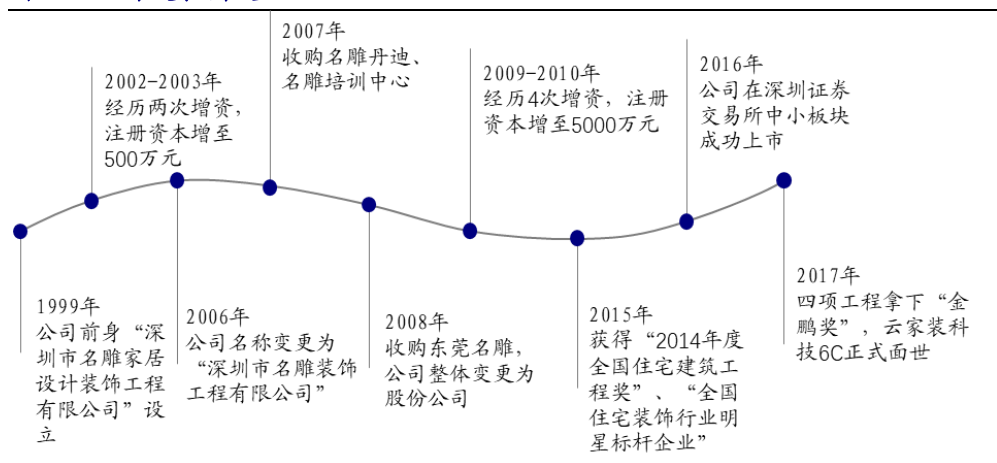 1999年
公司前身“深
圳市名雕家居
设计装饰工程
有限公司”设
立
2002-2003年
经历两次增资，
注册资本增至
500万元
2006年
公司名称变更为
“深圳市名雕装饰
工程有限公司”
2007年
收购名雕丹迪、
名雕培训中心
2008年
收购东莞名雕，
公司整体变更为
股份公司
2009-2010年
经历4次增资，注册
资本增至5000万元
2015年
获得“2014年度
全国住宅建筑工
程奖”、“全国
住宅装饰行业明
星标杆企业”
2016年
公司在深圳证券
交易所中小板块
成功上市
2017年
四项工程拿下“金
鹏奖”，云家装科
技6C正式面世